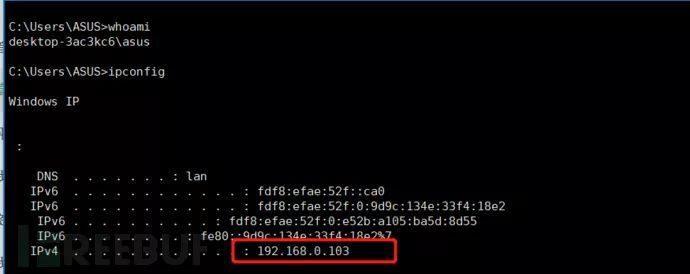 C:\Users\ASUS>whoami
desktop-3ac3kc6\asus
C:\Users\ASUS>ipconfig
Windows IP
:
DNS . . . . . . . : lan
IPv6 . . . . . . . . . . . . : fdf8:efae:52f::ca0
IPv6 . . . . . . . . . . . . : fdf8:efae:52f:0:9d9c:134e:33f4:18e2
IPv6 . . . . . . . . . . : fdf8:efae:52f:0:e52b:a105:ba5d:8d55
IPv6 . . . . . . . . : fe80::9d9c:134e:33f4:18e2%7
IPv4 . . . . . . . . . . . . : 192.168.0.103
REEBUF